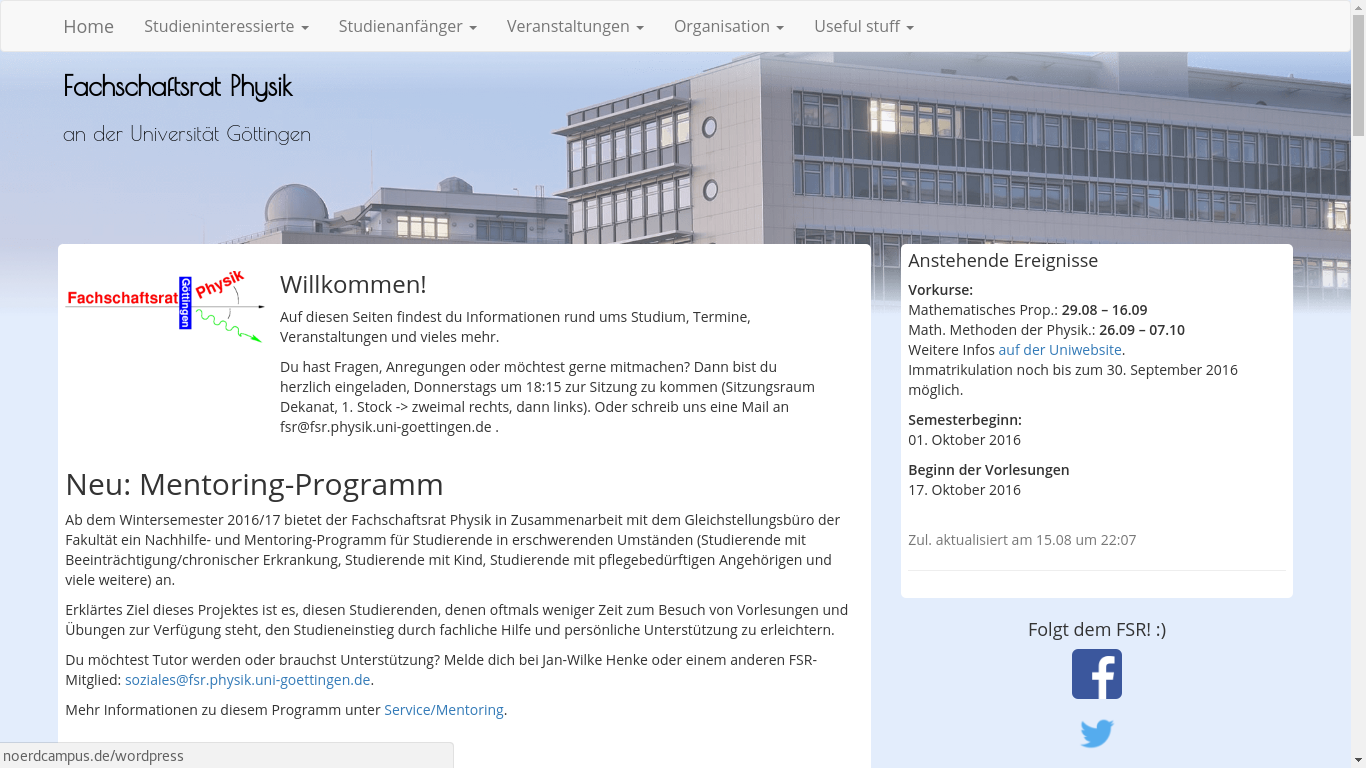 Home Studieninteressierte Studienanfänger Veranstaltungen Organisation Useful stuff
Fachschaftsrat Physik
an der Universität Göttingen
Fachschaftsrat Göttingen Physik
Willkommen!
Auf diesen Seiten findest du Informationen rund ums Studium, Termine,
Veranstaltungen und vieles mehr.
Du hast Fragen, Anregungen oder möchtest gerne mitmachen? Dann bist du
herzlich eingeladen, Donnerstags um 18:15 zur Sitzung zu kommen (Sitzungsraum
Dekanat, 1. Stock -> zweimal rechts, dann links). Oder schreib uns eine Mail an
fsr@fsr.physik.uni-goettingen.de .
Neu: Mentoring-Programm
Ab dem Wintersemester 2016/17 bietet der Fachschaftsrat Physik in Zusammenarbeit mit dem Gleichstellungsbüro der
Fakultät ein Nachhilfe- und Mentoring-Programm für Studierende in erschwerenden Umständen (Studierende mit
Beeinträchtigung/chronischer Erkrankung, Studierende mit Kind, Studierende mit pflegebedürftigen Angehörigen und
viele weitere) an.
Erklärtes Ziel dieses Projektes ist es, diesen Studierenden, denen oftmals weniger Zeit zum Besuch von Vorlesungen und
Übungen zur Verfügung steht, den Studieneinstieg durch fachliche Hilfe und persönliche Unterstützung zu erleichtern.
Du möchtest Tutor werden oder brauchst Unterstützung? Melde dich bei Jan-Wilke Henke oder einem anderen FSR-
Mitglied: soziales@fsr.physik.uni-goettingen.de.
Mehr Informationen zu diesem Programm unter Service/Mentoring.
Anstehende Ereignisse
Vorkurse:
Mathematisches Prop.: 29.08 – 16.09
Math. Methoden der Physik.: 26.09 – 07.10
Weitere Infos auf der Uniwebsite.
Immatrikulation noch bis zum 30. September 2016
möglich.
Semesterbeginn:
01. Oktober 2016
Beginn der Vorlesungen
17. Oktober 2016
Zul. aktualisiert am 15.08 um 22:07
Folgt dem FSR! :)
noerdcampus.de/wordpress